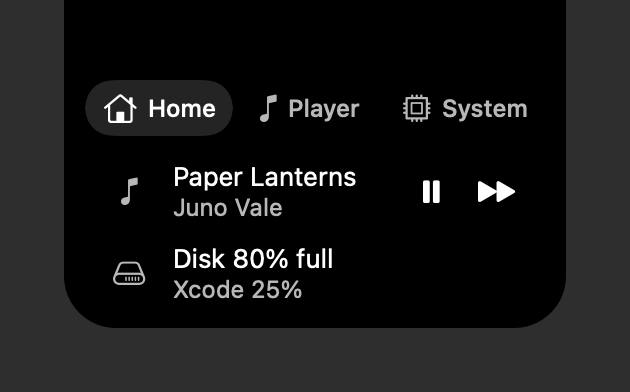 Home Player System
Paper Lanterns
Juno Vale
Disk 80% full
Xcode 25%